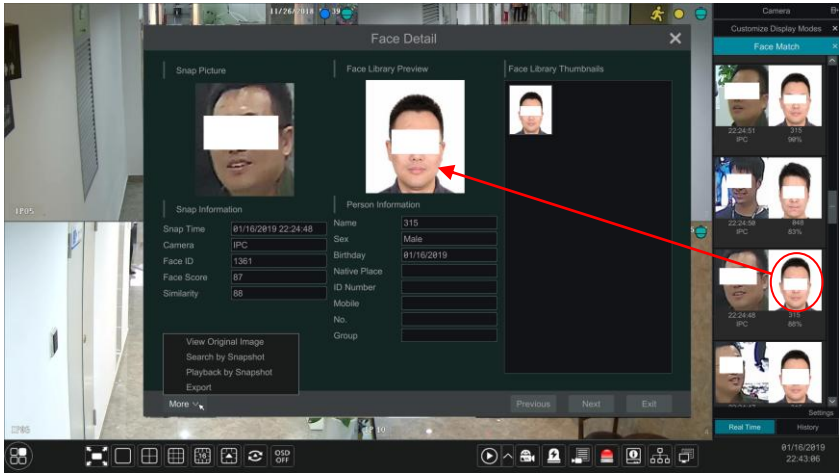 11/26/2018
39
Camera
Customize Display Modes
Face Match
Face Detail
Snap Picture
Face Library Preview
Face Library Thumbnails
22:24:51
IPC
315
90%
22:24:50
IPC
048
83%
22:24:48
IPC
315
88%
Snap Information
Snap Time 01/16/2019 22:24:48
Camera IPC
Face ID 1361
Face Score 87
Similarity 88
Person Information
Name 315
Sex Male
Birthday 01/16/2019
Native Place
ID Number
Mobile
No.
Group
View Original Image
Search by Snapshot
Playback by Snapshot
Export
More
Previous
Next
Exit
Settings
Real Time
History
OSD
OFF
01/16/2019
22:43:06